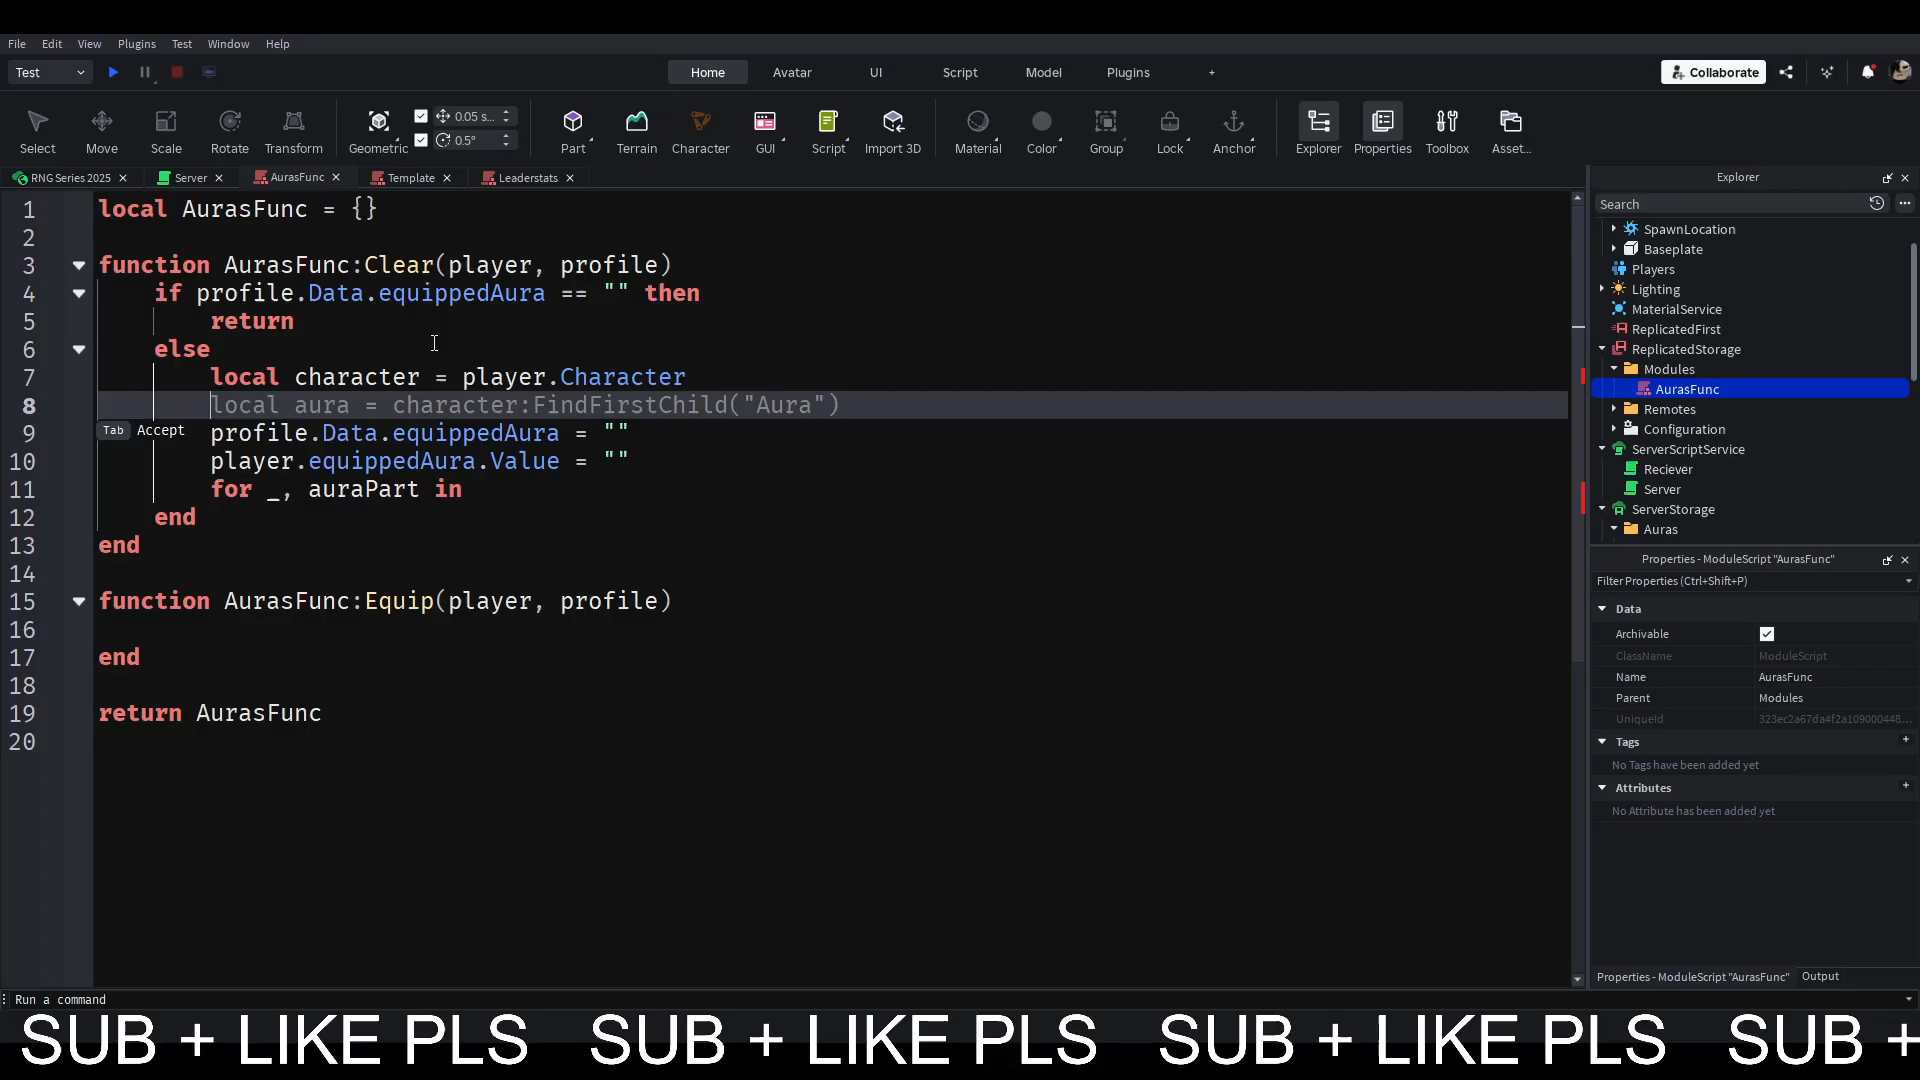 File Edit View Plugins Test Window Help
Test Home Avatar UI Script Model Plugins + Collaborate
0.05 s...
0.5°
Select Move Scale Rotate Transform Geometric Part Terrain Character GUI Script Import 3D Material Color Group Lock Anchor Explorer Properties Toolbox Asset...
RNG Series 2025 Server AurasFunc Template Leaderstats
1 local AurasFunc = {}
2
3 function AurasFunc:Clear(player, profile)
4 if profile.Data.equippedAura == "" then
5 return
6 else
7 local character = player.Character
8 local aura = character:FindFirstChild("Aura")
Tab Accept
9 profile.Data.equippedAura = ""
10 player.equippedAura.Value = ""
11 for _, auraPart in
12 end
13 end
14
15 function AurasFunc:Equip(player, profile)
16
17 end
18
19 return AurasFunc
20
Explorer
Search
SpawnLocation
Baseplate
Players
Lighting
MaterialService
ReplicatedFirst
ReplicatedStorage
Modules
AurasFunc
Remotes
Configuration
ServerScriptService
Reciever
Server
ServerStorage
Auras
Properties - ModuleScript "AurasFunc"
Filter Properties (Ctrl+Shift+P)
Data
Archivable
ClassName ModuleScript
Name AurasFunc
Parent Modules
UniqueId 323ec2a67da4f2a109000448...
Tags +
No Tags have been added yet
Attributes +
No Attribute has been added yet
Properties - ModuleScript "AurasFunc" Output
Run a command
SUB + LIKE PLS SUB + LIKE PLS SUB + LIKE PLS SUB +